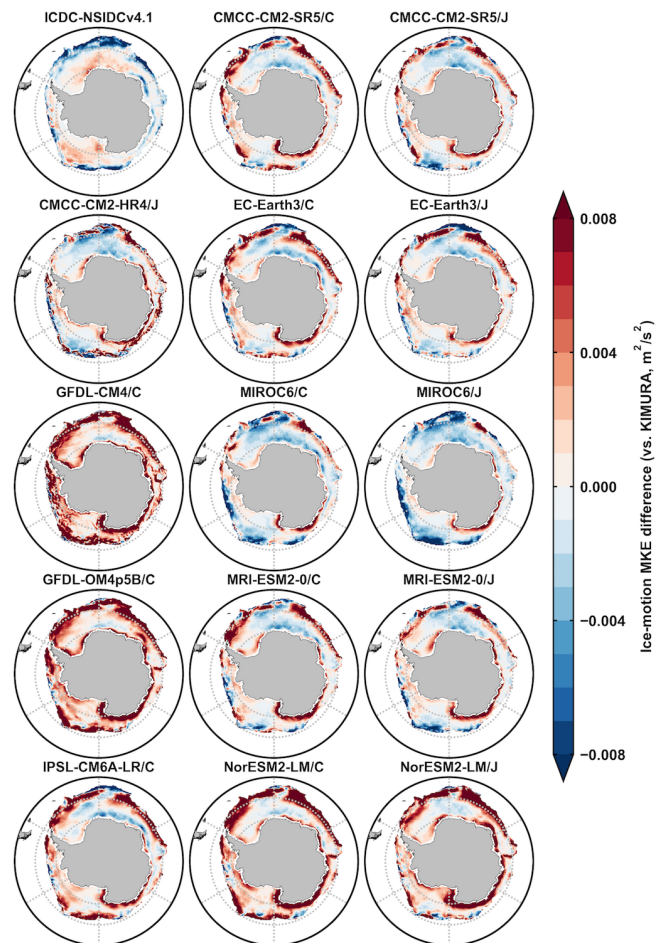 ICDC-NSIDCv4.1 CMCC-CM2-SR5/C CMCC-CM2-SR5/J
CMCC-CM2-HR4/J EC-Earth3/C EC-Earth3/J
GFDL-CM4/C MIROC6/C MIROC6/J
GFDL-OM4p5B/C MRI-ESM2-0/C MRI-ESM2-0/J
IPSL-CM6A-LR/C NorESM2-LM/C NorESM2-LM/J
0.008
0.004
0.000
−0.004
−0.008
Ice-motion MKE difference (vs. KIMURA, m²/s²)